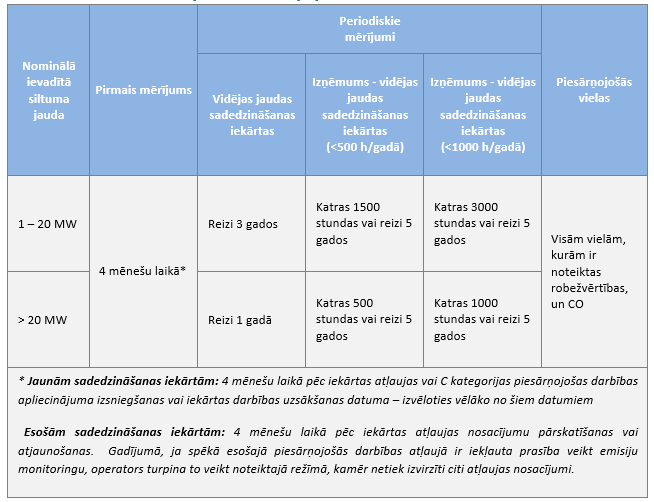 Nominālā
ievadītā
siltuma
jauda
Pirmais mērījums
Periodiskie
mērījumi
Vidējas jaudas
sadedzināšanas
iekārtas
Izņēmums - vidējas
jaudas
sadedzināšanas
iekārtas
(<500 h/gadā)
Izņēmums - vidējas
jaudas
sadedzināšanas
iekārtas
(<1000 h/gadā)
Piesārņojošās
vielas
1 – 20 MW
4 mēnešu laikā*
Reizi 3 gados
Katras 1500
stundas vai reizi 5
gados
Katras 3000
stundas vai reizi 5
gados
Visām vielām,
kurām ir
noteiktas
robežvērtības,
un CO
> 20 MW
Reizi 1 gadā
Katras 500
stundas vai reizi 5
gados
Katras 1000
stundas vai reizi 5
gados
* Jaunām sadedzināšanas iekārtām: 4 mēnešu laikā pēc iekārtas atļaujas vai C kategorijas piesārņojošas darbības
apliecinājuma izsniegšanas vai iekārtas darbības uzsākšanas datuma – izvēloties vēlāko no šiem datumiem
Esošām sadedzināšanas iekārtām: 4 mēnešu laikā pēc iekārtas atļaujas nosacījumu pārskatīšanas vai
atjaunošanas. Gadījumā, ja spēkā esošajā piesārņojošās darbības atļaujā ir iekļauta prasība veikt emisiju
monitoringu, operators turpina to veikt noteiktajā režīmā, kamēr netiek izvirzīti citi atļaujas nosacījumi.